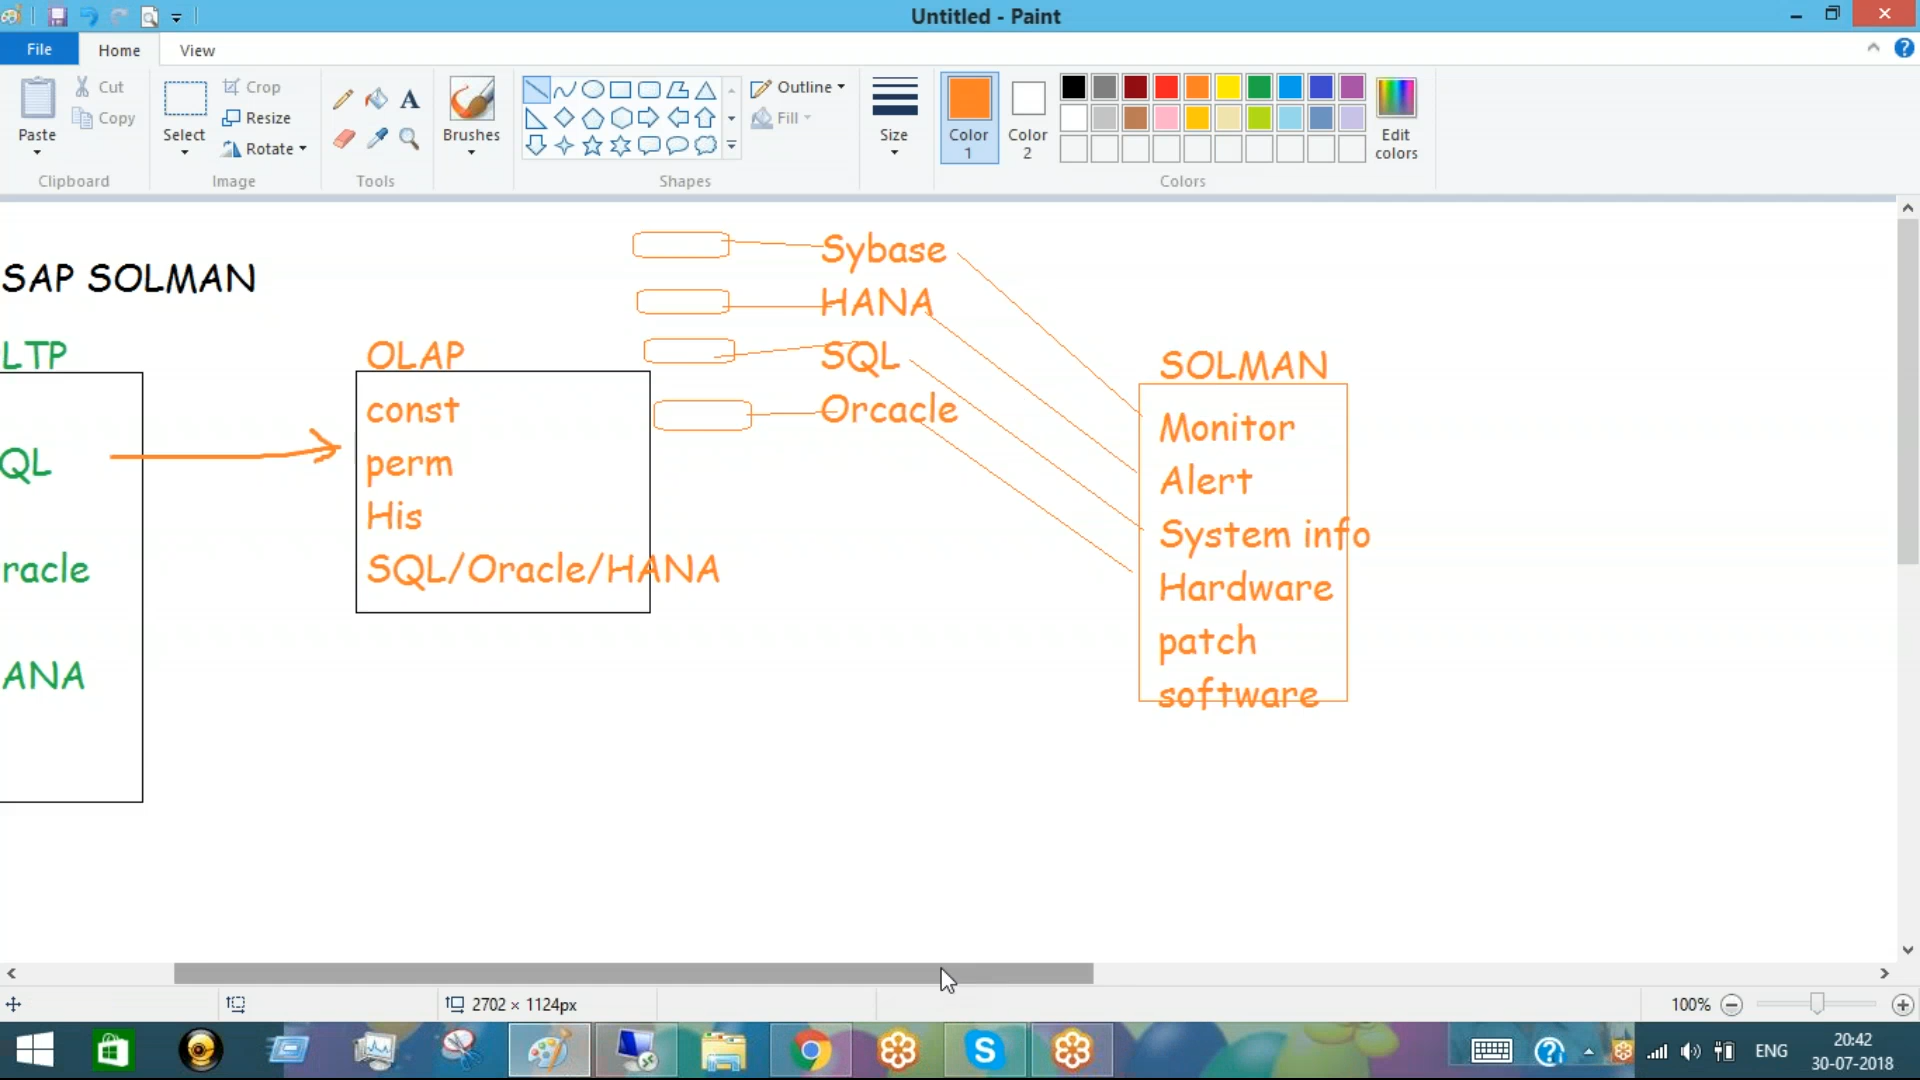 Untitled - Paint
File
Home
View
Paste
Cut
Copy
Clipboard
Select
Crop
Resize
Rotate
Image
Tools
Brushes
Shapes
Outline
Fill
Size
Color 1
Color 2
Edit colors
Colors
SAP SOLMAN
LTP
QL
racle
ANA
OLAP
const
perm
His
SQL/Oracle/HANA
Sybase
HANA
SQL
Orcacle
SOLMAN
Monitor
Alert
System info
Hardware
patch
software
2702 × 1124px
100%
ENG
20:42
30-07-2018